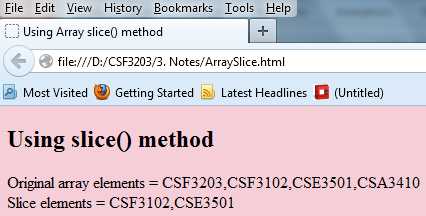 File Edit View History Bookmarks Tools Help
Using Array slice() method
file:///D:/CSF3203/3. Notes/ArraySlice.html
Most Visited Getting Started Latest Headlines (Untitled)
Using slice() method
Original array elements = CSF3203,CSF3102,CSE3501,CSA3410
Slice elements = CSF3102,CSE3501